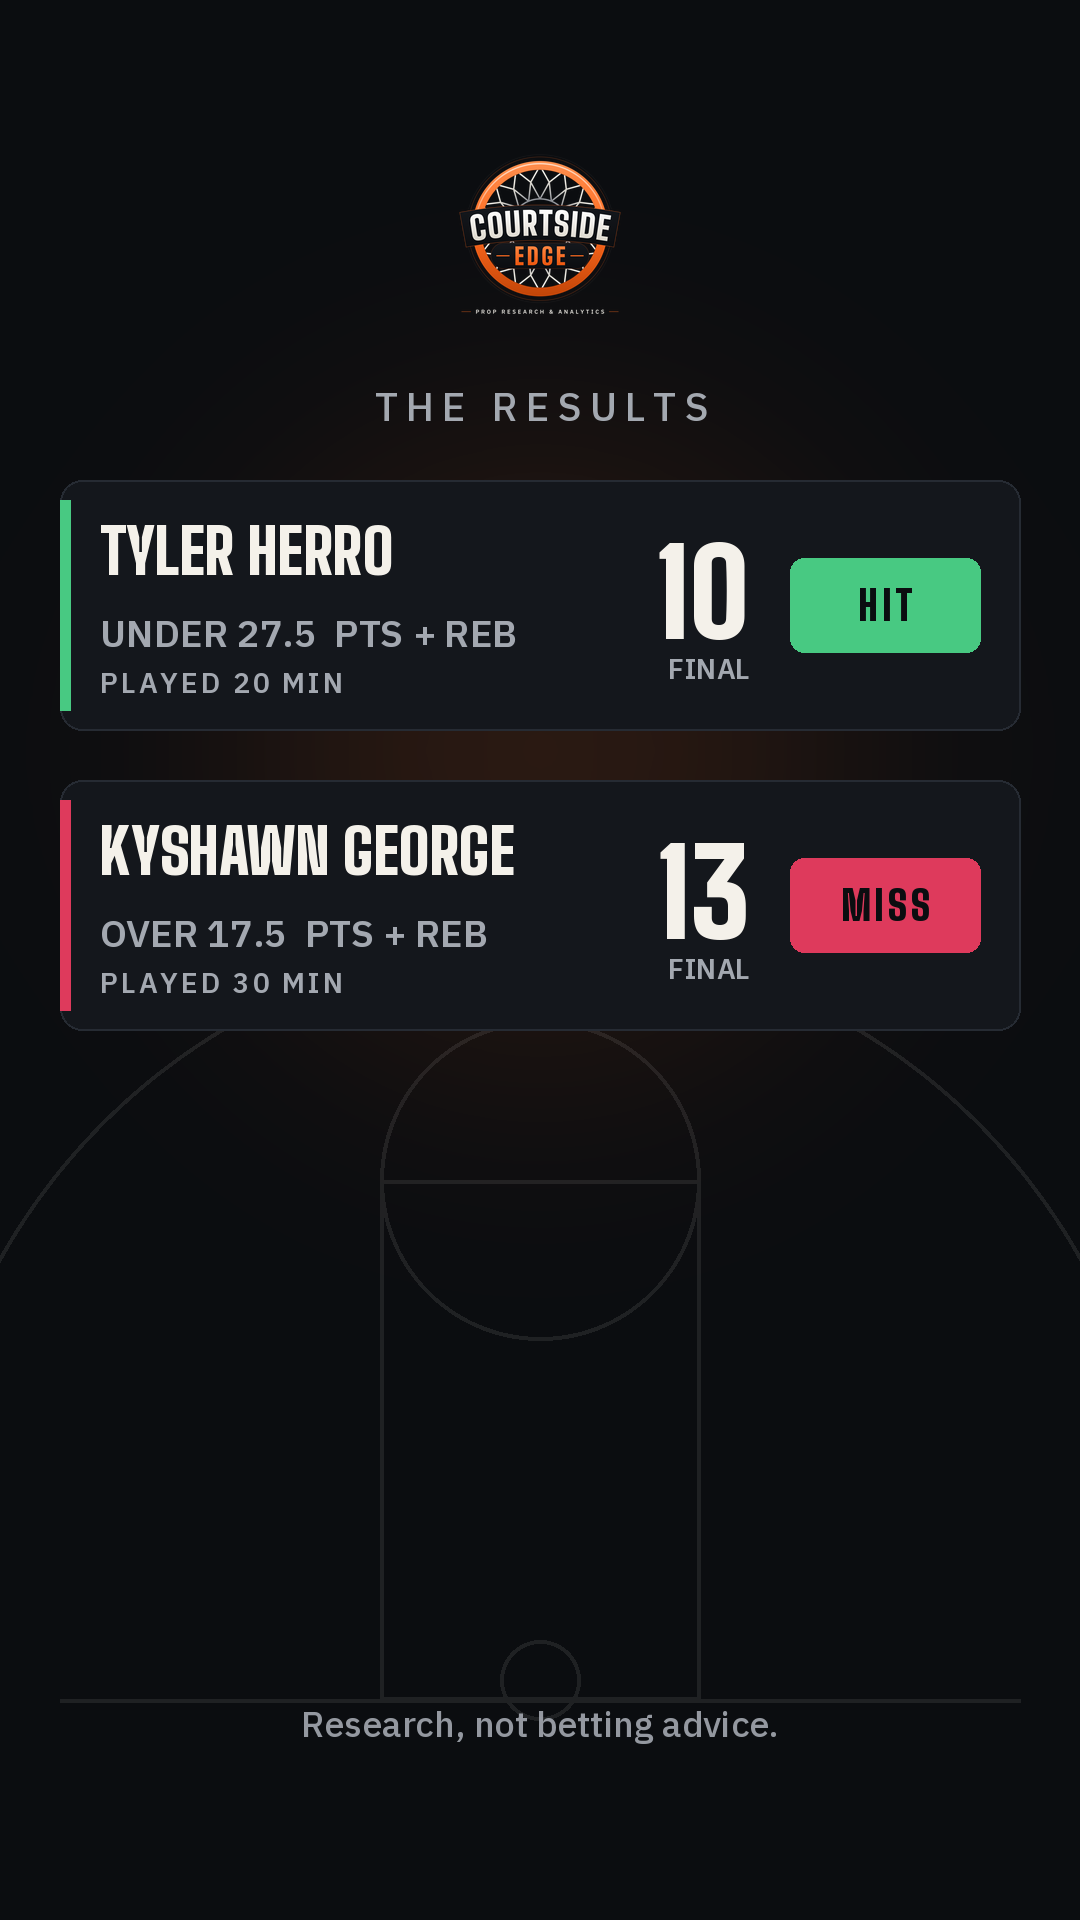 COURTSIDE
EDGE
PROP RESEARCH & ANALYTICS
THE RESULTS
TYLER HERRO
UNDER 27.5 PTS + REB
PLAYED 20 MIN
10
FINAL
HIT
KYSHAWN GEORGE
OVER 17.5 PTS + REB
PLAYED 30 MIN
13
FINAL
MISS
Research, not betting advice.